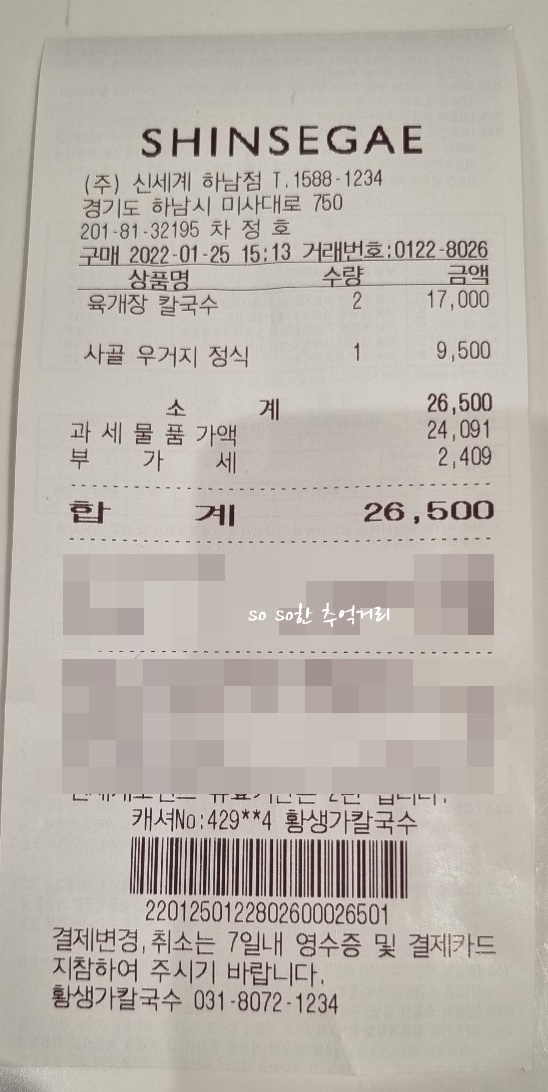 SHINSEGAE
(주) 신세계 하남점 T.1588-1234
경기도 하남시 미사대로 750
201-81-32195 차 정 호
구매 2022-01-25 15:13 거래번호:0122-8026
상품명 수량 금액
육개장 칼국수 2 17,000
사골 우거지 정식 1 9,500
소 계 26,500
과 세 물 품 가액 24,091
부 가 세 2,409
합 계 26,500
so so한 추억거리
캐셔No:429**4 황생가칼국수
2201250122802600026501
결제변경,취소는 7일내 영수증 및 결제카드
지참하여 주시기 바랍니다.
황생가칼국수 031-8072-1234